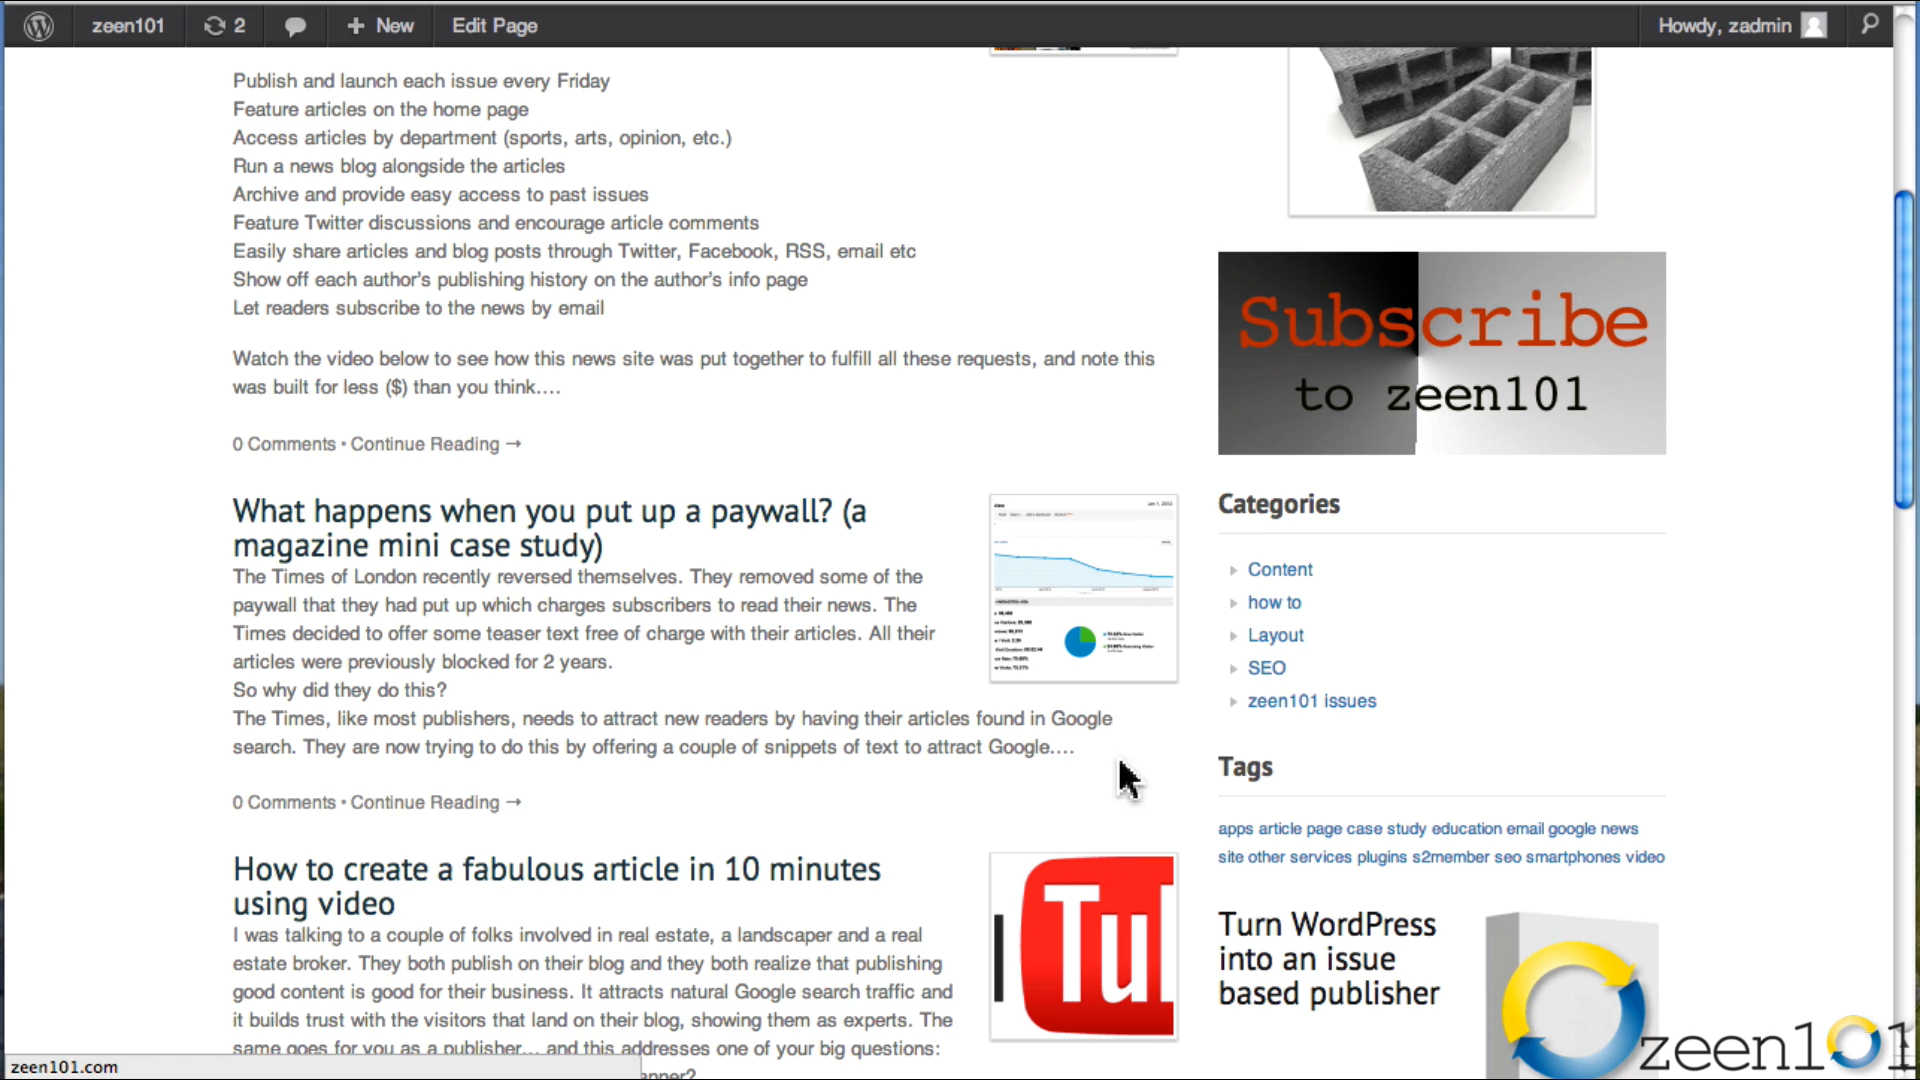 zeen101
2
New
Edit Page
Howdy, zadmin
Publish and launch each issue every Friday
Feature articles on the home page
Access articles by department (sports, arts, opinion, etc.)
Run a news blog alongside the articles
Archive and provide easy access to past issues
Feature Twitter discussions and encourage article comments
Easily share articles and blog posts through Twitter, Facebook, RSS, email etc
Show off each author’s publishing history on the author’s info page
Let readers subscribe to the news by email
Watch the video below to see how this news site was put together to fulfill all these requests, and note this
was built for less ($) than you think….
0 Comments • Continue Reading →
What happens when you put up a paywall? (a
magazine mini case study)
The Times of London recently reversed themselves. They removed some of the
paywall that they had put up which charges subscribers to read their news. The
Times decided to offer some teaser text free of charge with their articles. All their
articles were previously blocked for 2 years.
So why did they do this?
The Times, like most publishers, needs to attract new readers by having their articles found in Google
search. They are now trying to do this by offering a couple of snippets of text to attract Google….
0 Comments • Continue Reading →
How to create a fabulous article in 10 minutes
using video
I was talking to a couple of folks involved in real estate, a landscaper and a real
estate broker. They both publish on their blog and they both realize that publishing
good content is good for their business. It attracts natural Google search traffic and
it builds trust with the visitors that land on their blog, showing them as experts. The
same goes for you as a publisher... and this addresses one of your big questions:
Tu
Subscribe
to zeen101
Categories
Content
how to
Layout
SEO
zeen101 issues
Tags
apps article page case study education email google news
site other services plugins s2member seo smartphones video
Turn WordPress
into an issue
based publisher
zeen101
zeen101.com